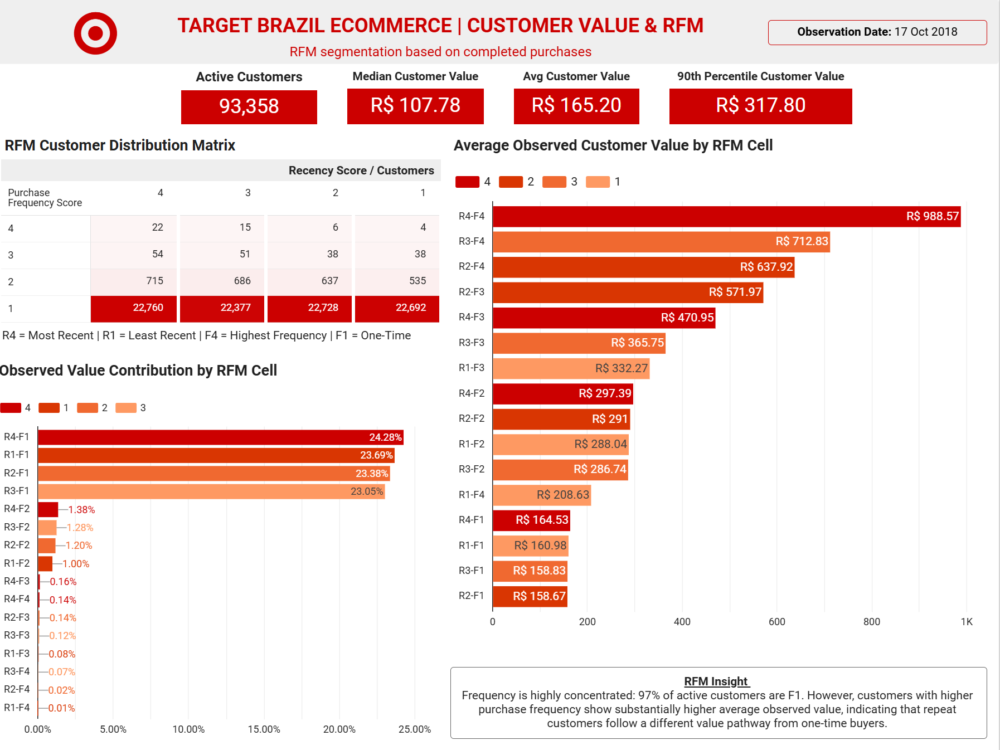 TARGET BRAZIL ECOMMERCE | CUSTOMER VALUE & RFM
RFM segmentation based on completed purchases
Observation Date: 17 Oct 2018
Active Customers
93,358
Median Customer Value
R$ 107.78
Avg Customer Value
R$ 165.20
90th Percentile Customer Value
R$ 317.80
RFM Customer Distribution Matrix
Recency Score / Customers
Purchase
Frequency Score
4 3 2 1
4 22 15 6 4
3 54 51 38 38
2 715 686 637 535
1 22,760 22,377 22,728 22,692
R4 = Most Recent | R1 = Least Recent | F4 = Highest Frequency | F1 = One-Time
Observed Value Contribution by RFM Cell
4 1 2 3
R4-F1 24.28%
R1-F1 23.69%
R2-F1 23.38%
R3-F1 23.05%
R4-F2 1.38%
R3-F2 1.28%
R2-F2 1.20%
R1-F2 1.00%
R4-F3 0.16%
R4-F4 0.14%
R2-F3 0.14%
R3-F3 0.12%
R1-F3 0.08%
R3-F4 0.07%
R2-F4 0.02%
R1-F4 0.01%
0.00% 5.00% 10.00% 15.00% 20.00% 25.00%
Average Observed Customer Value by RFM Cell
4 2 3 1
R4-F4 R$ 988.57
R3-F4 R$ 712.83
R2-F4 R$ 637.92
R2-F3 R$ 571.97
R4-F3 R$ 470.95
R3-F3 R$ 365.75
R1-F3 R$ 332.27
R4-F2 R$ 297.39
R2-F2 R$ 291
R1-F2 R$ 288.04
R3-F2 R$ 286.74
R1-F4 R$ 208.63
R4-F1 R$ 164.53
R1-F1 R$ 160.98
R3-F1 R$ 158.83
R2-F1 R$ 158.67
0 200 400 600 800 1K
RFM Insight
Frequency is highly concentrated: 97% of active customers are F1. However, customers with higher
purchase frequency show substantially higher average observed value, indicating that repeat
customers follow a different value pathway from one-time buyers.